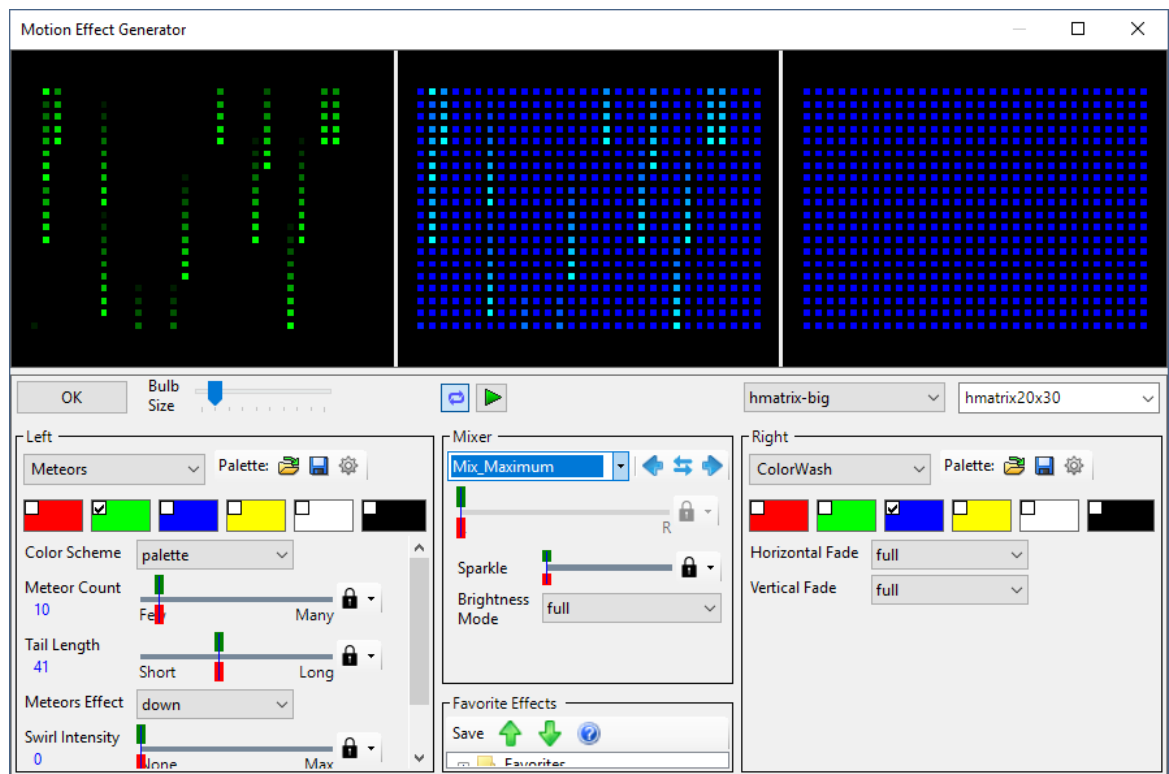 Motion Effect Generator
OK
Bulb
Size
hmatrix-big
hmatrix20x30
Left
Meteors
Palette:
Color Scheme
palette
Meteor Count
10
Few
Many
Tail Length
41
Short
Long
Meteors Effect
down
Swirl Intensity
0
None
Max
Mixer
Mix_Maximum
R
Sparkle
Brightness
Mode
full
Favorite Effects
Save
Favorites
Right
ColorWash
Palette:
Horizontal Fade
full
Vertical Fade
full